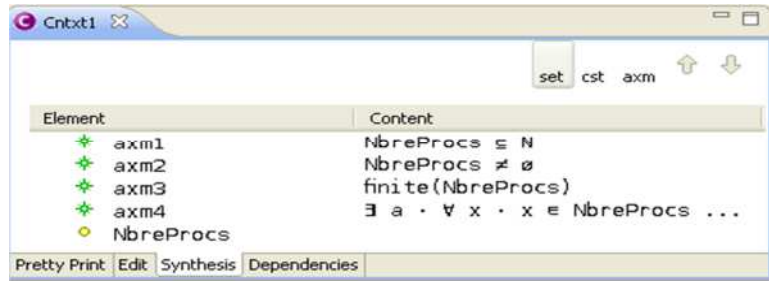 Cntxt1
set cst axm
Element Content
axm1 NbreProcs ⊆ N
axm2 NbreProcs ≠ ∅
axm3 finite(NbreProcs)
axm4 ∃ a · ∀ x · x ∈ NbreProcs ...
NbreProcs
Pretty Print Edit Synthesis Dependencies